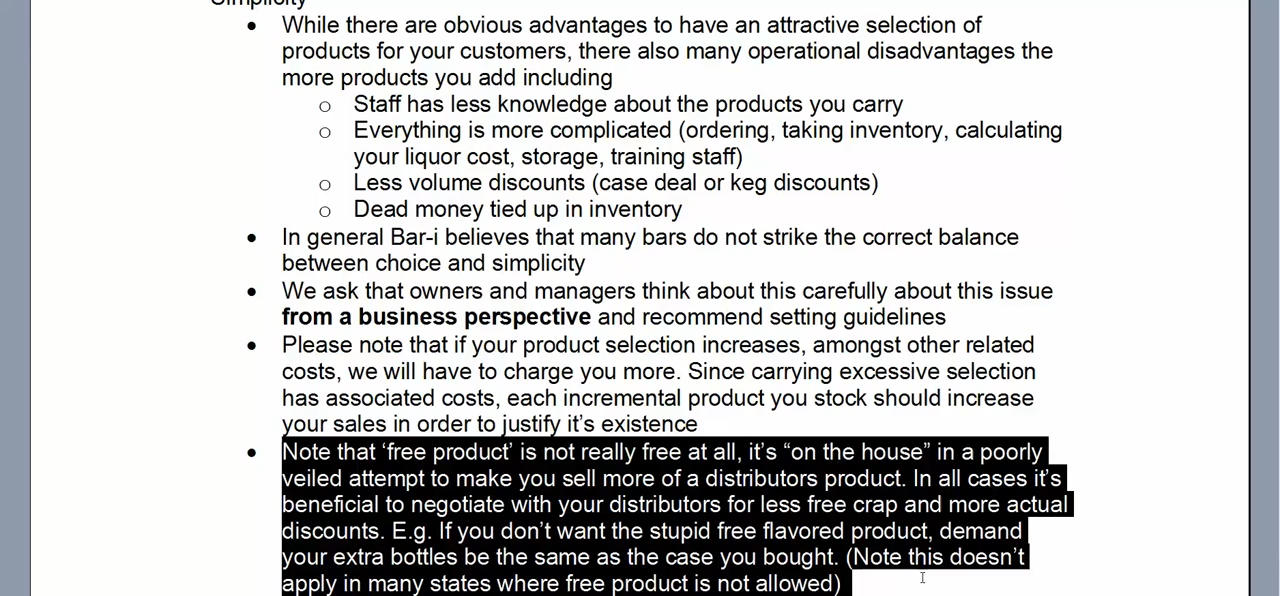 Simplicity
• While there are obvious advantages to have an attractive selection of
products for your customers, there also many operational disadvantages the
more products you add including
o Staff has less knowledge about the products you carry
o Everything is more complicated (ordering, taking inventory, calculating
your liquor cost, storage, training staff)
o Less volume discounts (case deal or keg discounts)
o Dead money tied up in inventory
• In general Bar-i believes that many bars do not strike the correct balance
between choice and simplicity
• We ask that owners and managers think about this carefully about this issue
from a business perspective and recommend setting guidelines
• Please note that if your product selection increases, amongst other related
costs, we will have to charge you more. Since carrying excessive selection
has associated costs, each incremental product you stock should increase
your sales in order to justify it’s existence
• Note that ‘free product’ is not really free at all, it’s “on the house” in a poorly
veiled attempt to make you sell more of a distributors product. In all cases it’s
beneficial to negotiate with your distributors for less free crap and more actual
discounts. E.g. If you don’t want the stupid free flavored product, demand
your extra bottles be the same as the case you bought. (Note this doesn’t
apply in many states where free product is not allowed)